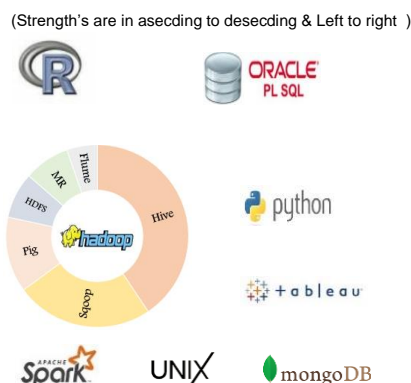 (Strength's are in asecding to desecding & Left to right )
R
ORACLE
PL SQL
Flume
MR
HDFS
Pig
Hive
Sqoop
hadoop
python
+ableau
APACHE
Spark
UNIX
mongoDB